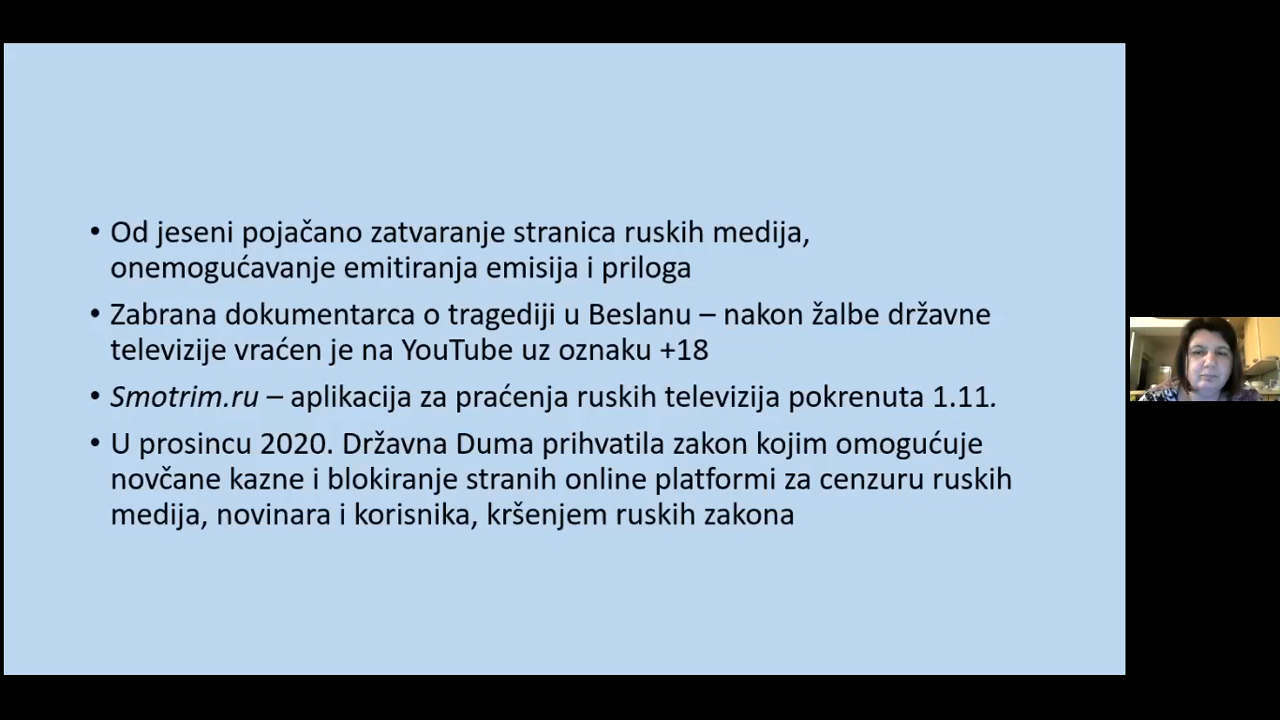 • Od jeseni pojačano zatvaranje stranica ruskih medija,
onemogućavanje emitiranja emisija i priloga
• Zabrana dokumentarca o tragediji u Beslanu – nakon žalbe državne
televizije vraćen je na YouTube uz oznaku +18
• Smotrim.ru – aplikacija za praćenja ruskih televizija pokrenuta 1.11.
• U prosincu 2020. Državna Duma prihvatila zakon kojim omogućuje
novčane kazne i blokiranje stranih online platformi za cenzuru ruskih
medija, novinara i korisnika, kršenjem ruskih zakona